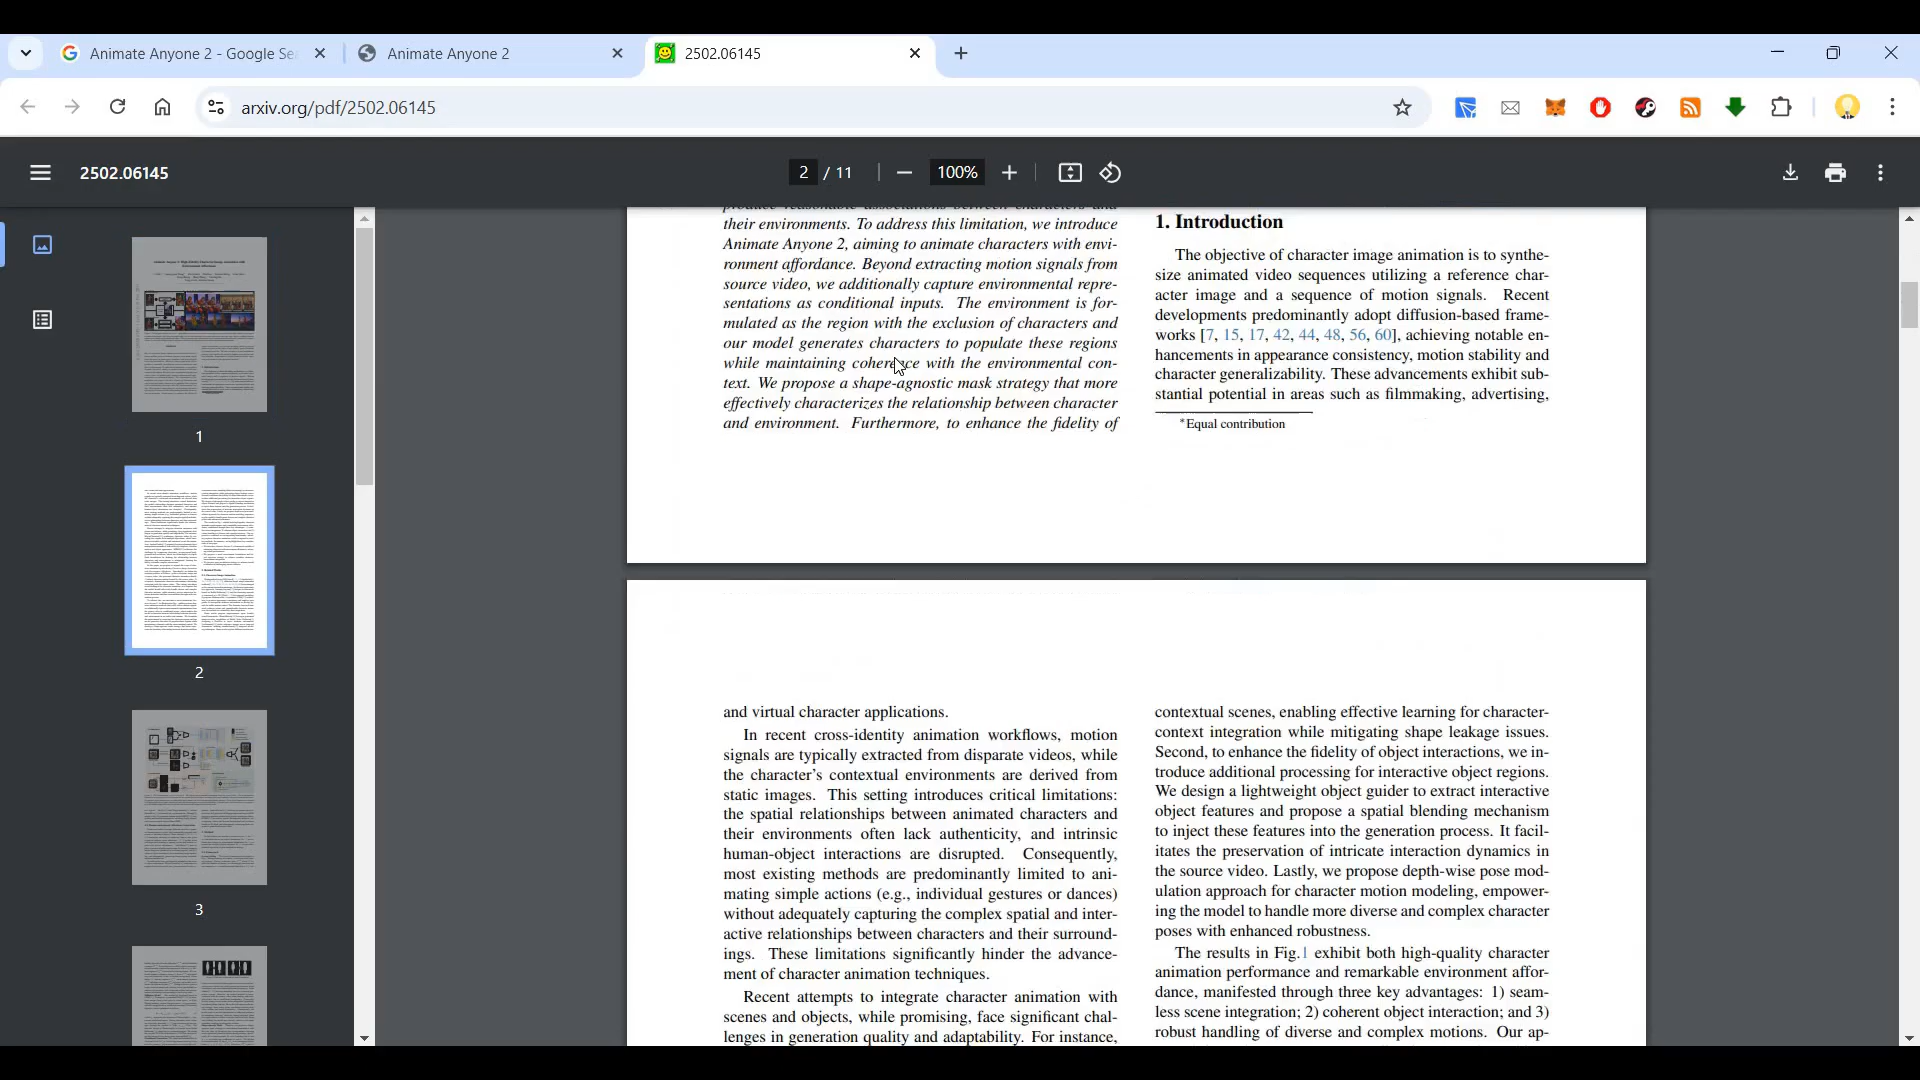 Animate Anyone 2 - Google Se
Animate Anyone 2
2502.06145
arxiv.org/pdf/2502.06145
2502.06145
2 / 11
100%
1
2
3
produce reasonable associations between characters and
their environments. To address this limitation, we introduce
Animate Anyone 2, aiming to animate characters with envi-
ronment affordance. Beyond extracting motion signals from
source video, we additionally capture environmental repre-
sentations as conditional inputs. The environment is for-
mulated as the region with the exclusion of characters and
our model generates characters to populate these regions
while maintaining coherence with the environmental con-
text. We propose a shape-agnostic mask strategy that more
effectively characterizes the relationship between character
and environment. Furthermore, to enhance the fidelity of
1. Introduction
The objective of character image animation is to synthe-
size animated video sequences utilizing a reference char-
acter image and a sequence of motion signals. Recent
developments predominantly adopt diffusion-based frame-
works [7, 15, 17, 42, 44, 48, 56, 60], achieving notable en-
hancements in appearance consistency, motion stability and
character generalizability. These advancements exhibit sub-
stantial potential in areas such as filmmaking, advertising,
*Equal contribution
and virtual character applications.
In recent cross-identity animation workflows, motion
signals are typically extracted from disparate videos, while
the character's contextual environments are derived from
static images. This setting introduces critical limitations:
the spatial relationships between animated characters and
their environments often lack authenticity, and intrinsic
human-object interactions are disrupted. Consequently,
most existing methods are predominantly limited to ani-
mating simple actions (e.g., individual gestures or dances)
without adequately capturing the complex spatial and inter-
active relationships between characters and their surround-
ings. These limitations significantly hinder the advance-
ment of character animation techniques.
Recent attempts to integrate character animation with
scenes and objects, while promising, face significant chal-
lenges in generation quality and adaptability. For instance,
contextual scenes, enabling effective learning for character-
context integration while mitigating shape leakage issues.
Second, to enhance the fidelity of object interactions, we in-
troduce additional processing for interactive object regions.
We design a lightweight object guider to extract interactive
object features and propose a spatial blending mechanism
to inject these features into the generation process. It facil-
itates the preservation of intricate interaction dynamics in
the source video. Lastly, we propose depth-wise pose mod-
ulation approach for character motion modeling, empower-
ing the model to handle more diverse and complex character
poses with enhanced robustness.
The results in Fig.1 exhibit both high-quality character
animation performance and remarkable environment affor-
dance, manifested through three key advantages: 1) seam-
less scene integration; 2) coherent object interaction; and 3)
robust handling of diverse and complex motions. Our ap-